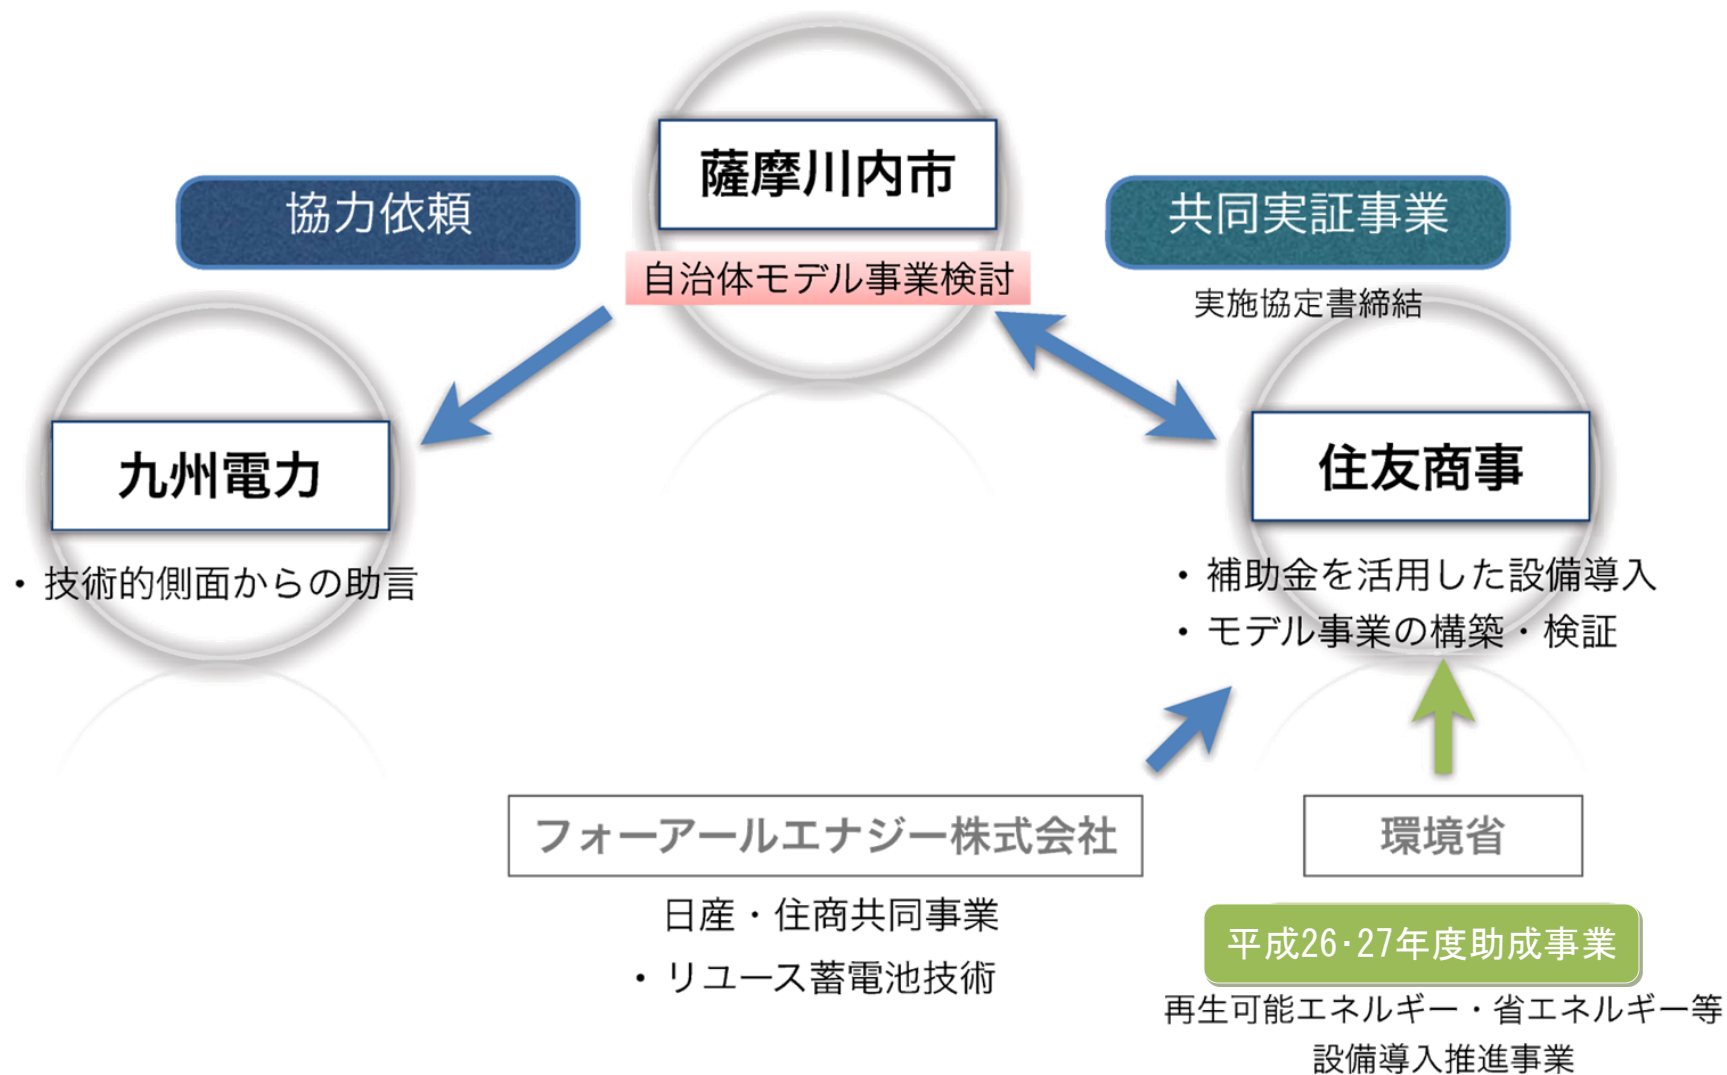 薩摩川内市
協力依頼
共同実証事業
自治体モデル事業検討
実施協定書締結
九州電力
住友商事
・技術的側面からの助言
・補助金を活用した設備導入
・モデル事業の構築・検証
フォーアールエナジー株式会社
環境省
日産・住商共同事業
・リユース蓄電池技術
平成26・27年度助成事業
再生可能エネルギー・省エネルギー等
設備導入推進事業